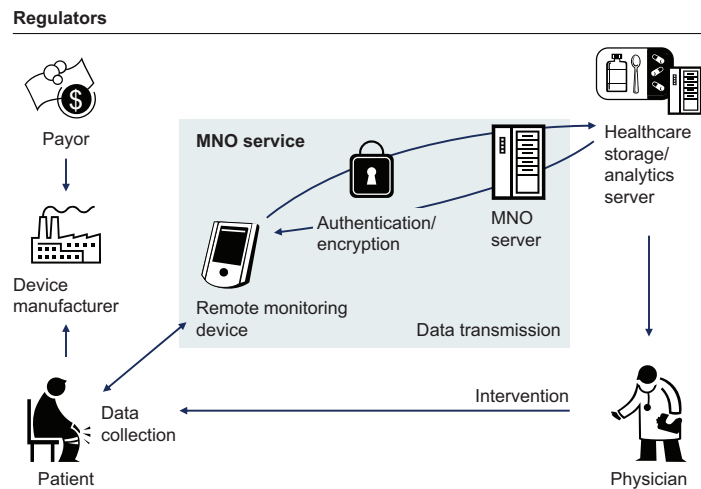 Regulators
Payor
MNO service
Healthcare
storage/
analytics
server
Authentication/
encryption
MNO
server
Device
manufacturer
Remote monitoring
device
Data transmission
Data
collection
Intervention
Patient
Physician
$